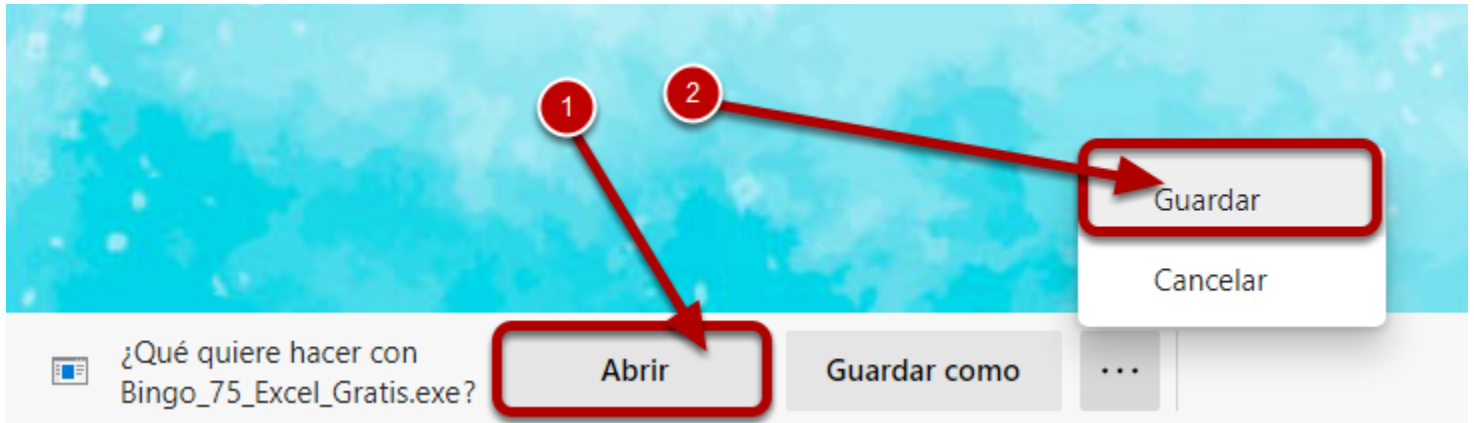 1
2
Guardar
Cancelar
¿Qué quiere hacer con
Bingo_75_Excel_Gratis.exe?
Abrir
Guardar como
...